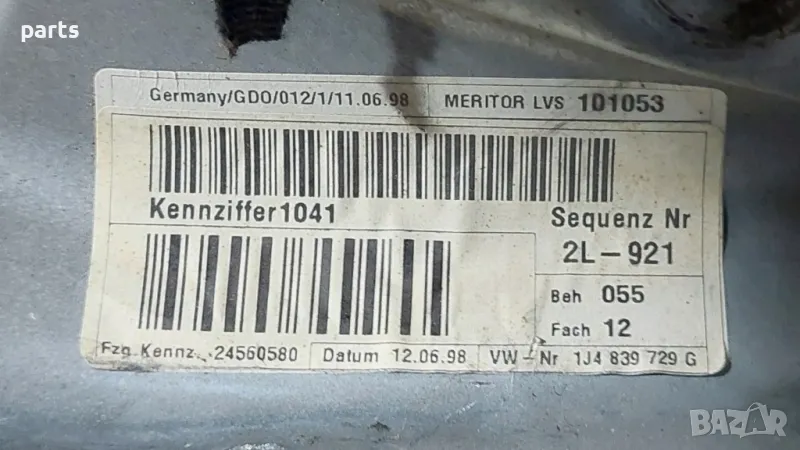 parts
Germany/GDO/012/1/11.06.98 MERITOR LVS 101053
Kennziffer1041
Sequenz Nr
2L-921
Beh 055
Fach 12
Fzg. Kennz. 24560580 Datum 12.06.98 VW-Nr 1J4 839 729 G
BAZAR